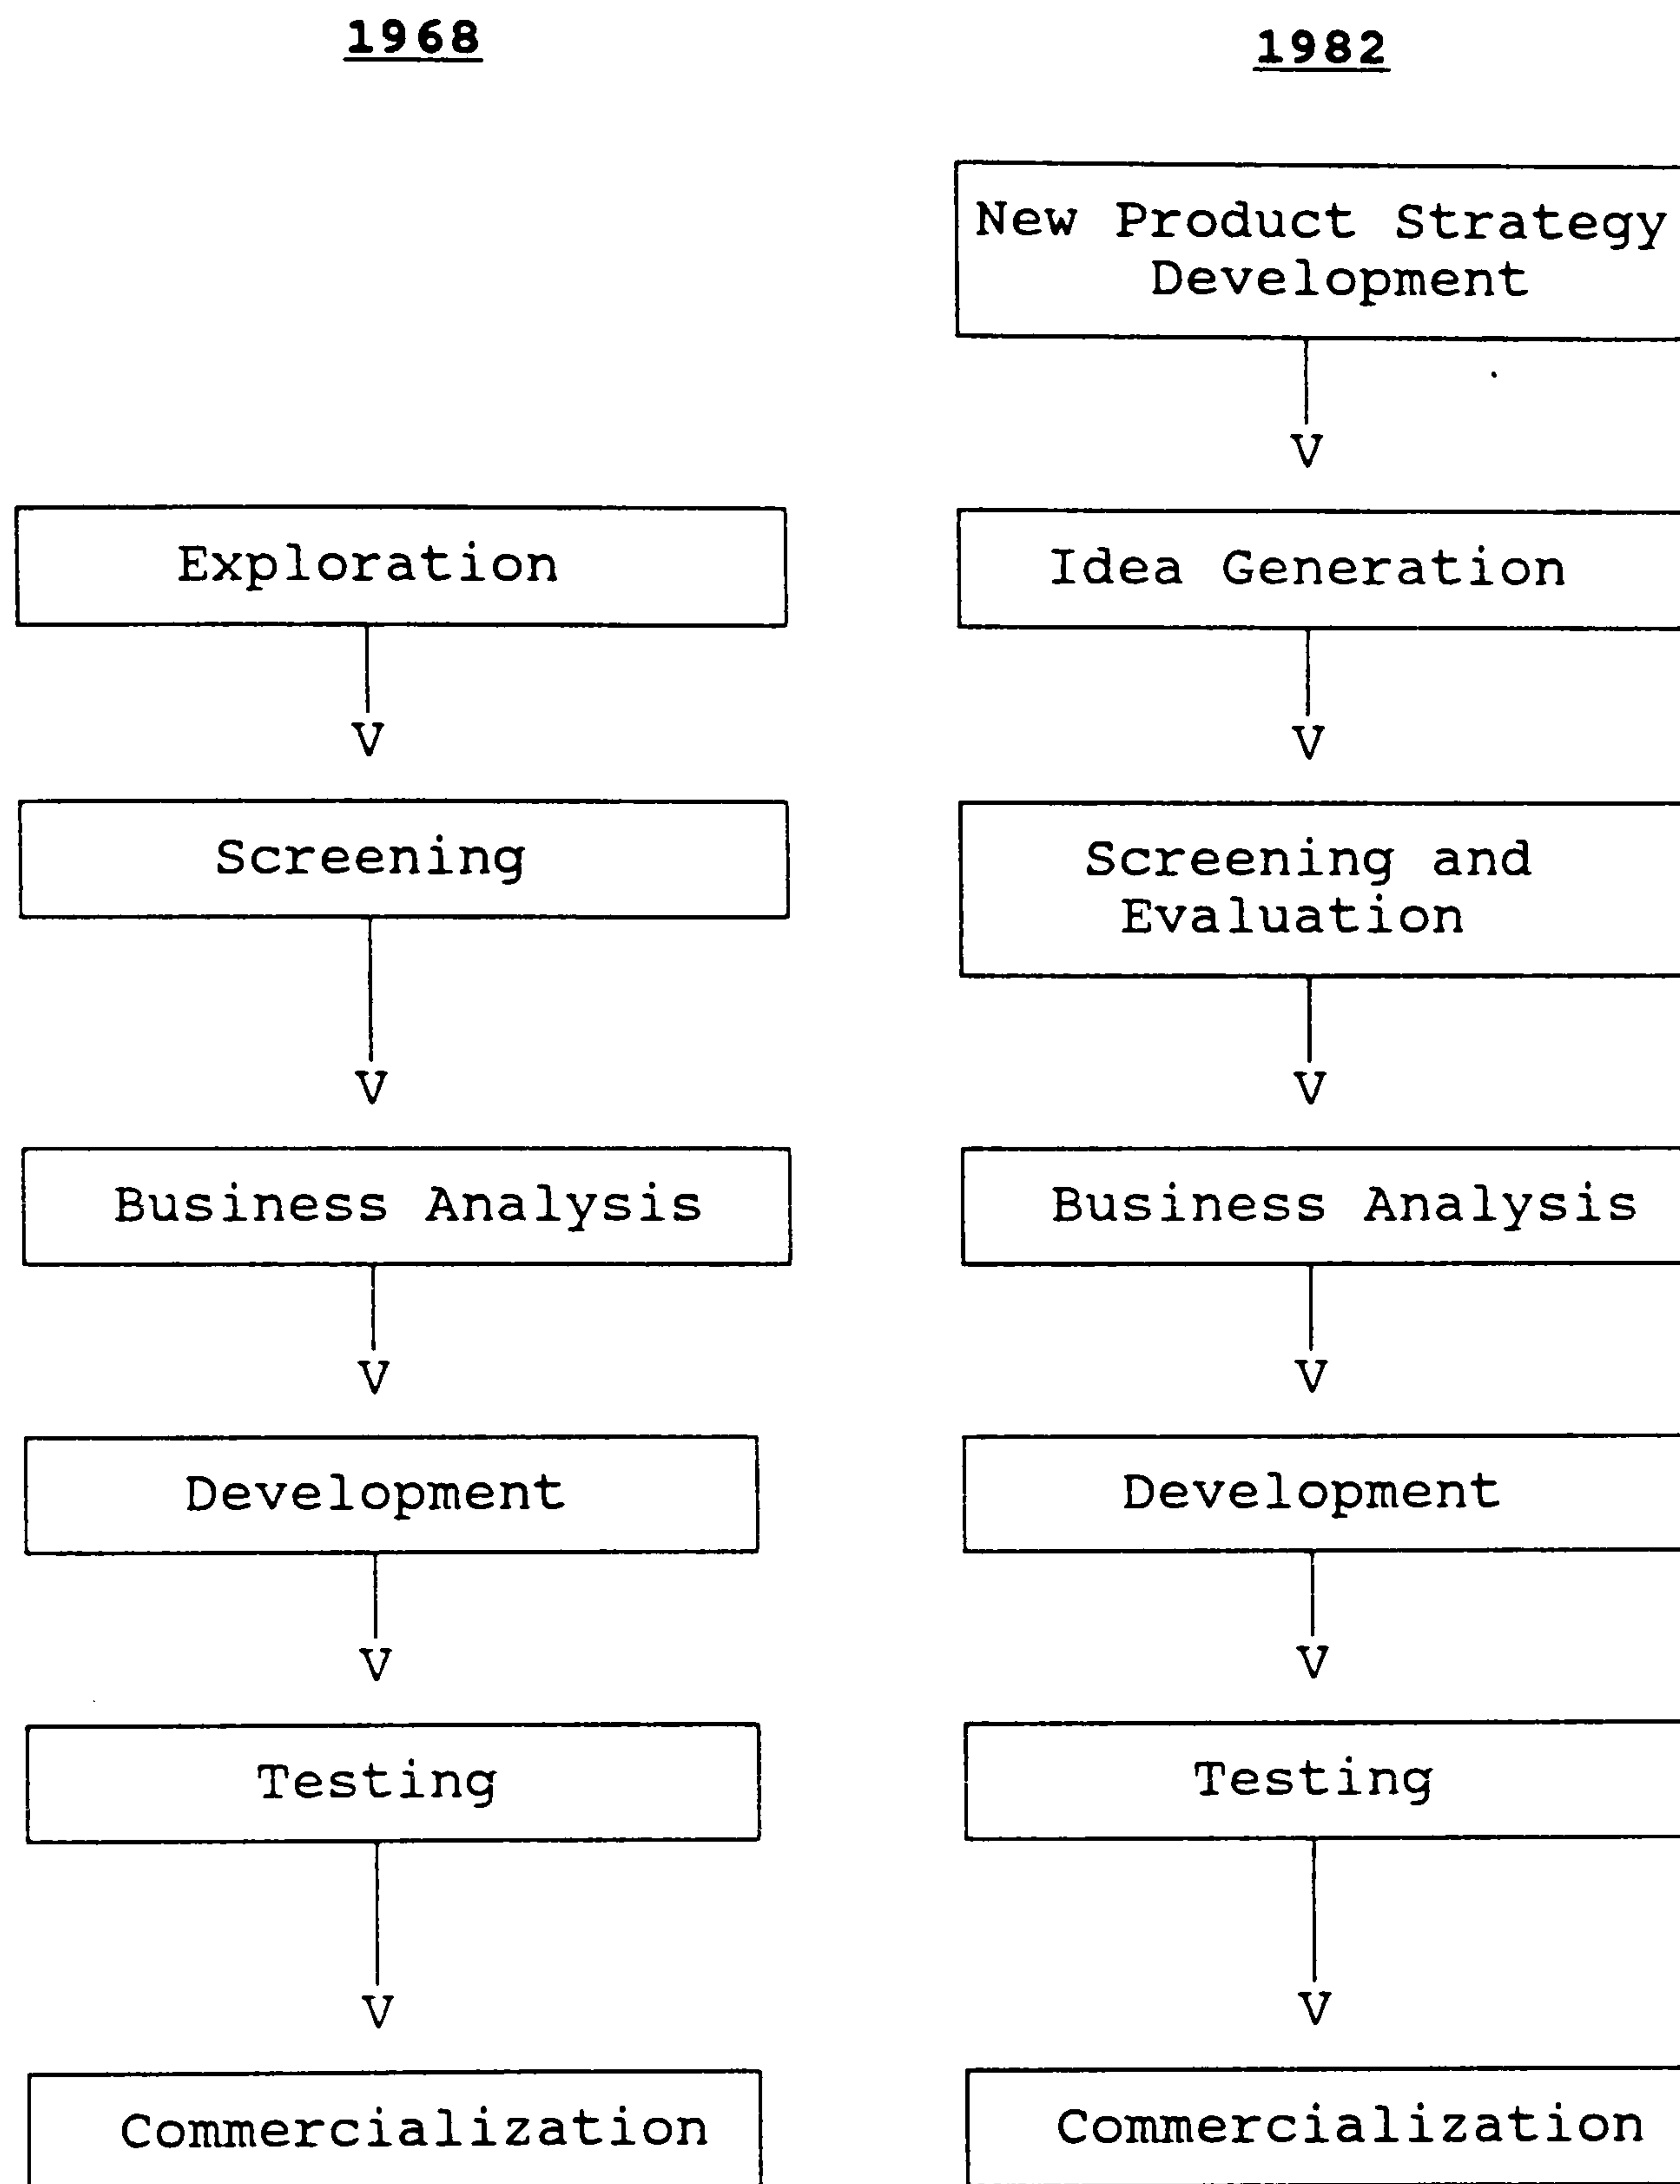 1968
Exploration
Screening
Business Analysis
Development
Testing
Commercialization
1982
New Product Strategy
Development
Idea Generation
Screening and
Evaluation
Business Analysis
Development
Testing
Commercialization